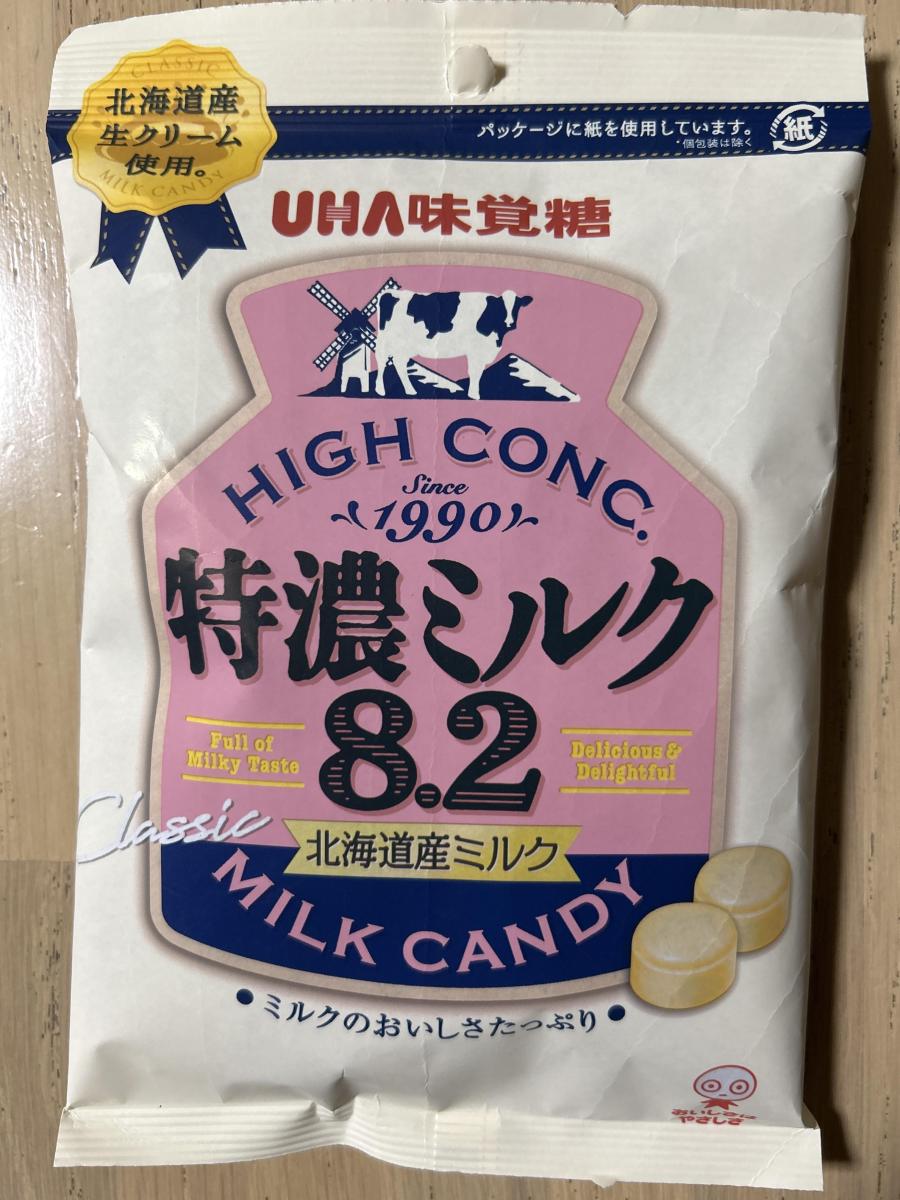 CLASSIC
北海道産
生クリーム
使用。
MILK CANDY
パッケージに紙を使用しています。
*個包装は除く
紙
UHA味覚糖
HIGH CONC.
Since
1990
特濃ミルク
8.2
Full of
Milky Taste
Delicious &
Delightful
Classic
北海道産ミルク
MILK CANDY
•ミルクのおいしさたっぷり•
おいしさは
やさしさ